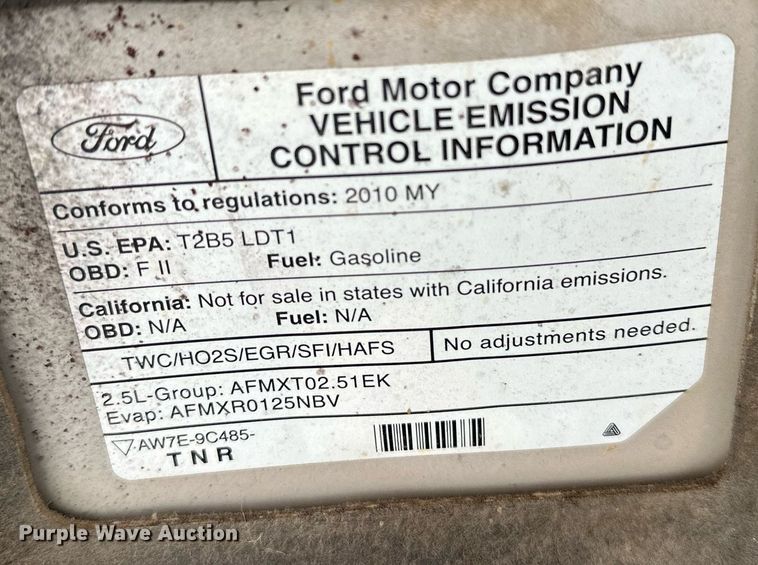 Ford
Ford Motor Company
VEHICLE EMISSION
CONTROL INFORMATION
Conforms to regulations: 2010 MY
U.S. EPA: T2B5 LDT1
OBD: F II Fuel: Gasoline
California: Not for sale in states with California emissions.
OBD: N/A Fuel: N/A
TWC/HO2S/EGR/SFI/HAFS No adjustments needed.
2.5L-Group: AFMXT02.51EK
Evap: AFMXR0125NBV
AW7E-9C485-
TNR
Purple Wave Auction